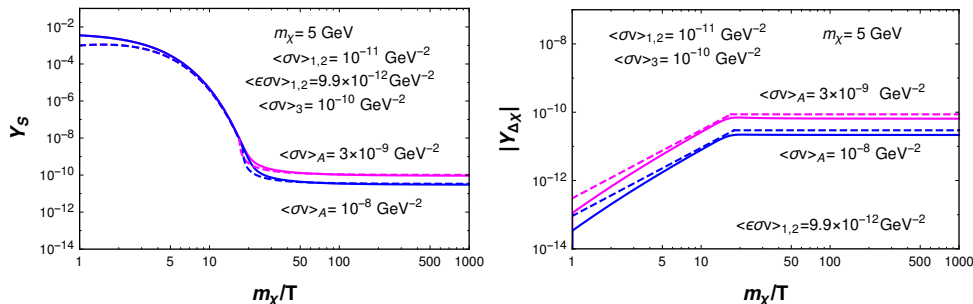 m_χ = 5 GeV
<σv>_{1,2} = 10^{-11} GeV^{-2}
<ϵσv>_{1,2}=9.9×10^{-12}GeV^{-2}
<σv>_3 = 10^{-10} GeV^{-2}
<σv>_A = 3×10^{-9} GeV^{-2}
<σv>_A = 10^{-8} GeV^{-2}
Y_S
10^{-2}
10^{-4}
10^{-6}
10^{-8}
10^{-10}
10^{-12}
10^{-14}
1 5 10 50 100 500 1000
m_χ/T
<σv>_{1,2} = 10^{-11} GeV^{-2} m_χ = 5 GeV
<σv>_3 = 10^{-10} GeV^{-2}
<σv>_A = 3×10^{-9} GeV^{-2}
<σv>_A = 10^{-8} GeV^{-2}
<ϵσv>_{1,2}=9.9×10^{-12}GeV^{-2}
|Y_{Δχ}|
10^{-8}
10^{-10}
10^{-12}
10^{-14}
1 5 10 50 100 500 1000
m_χ/T